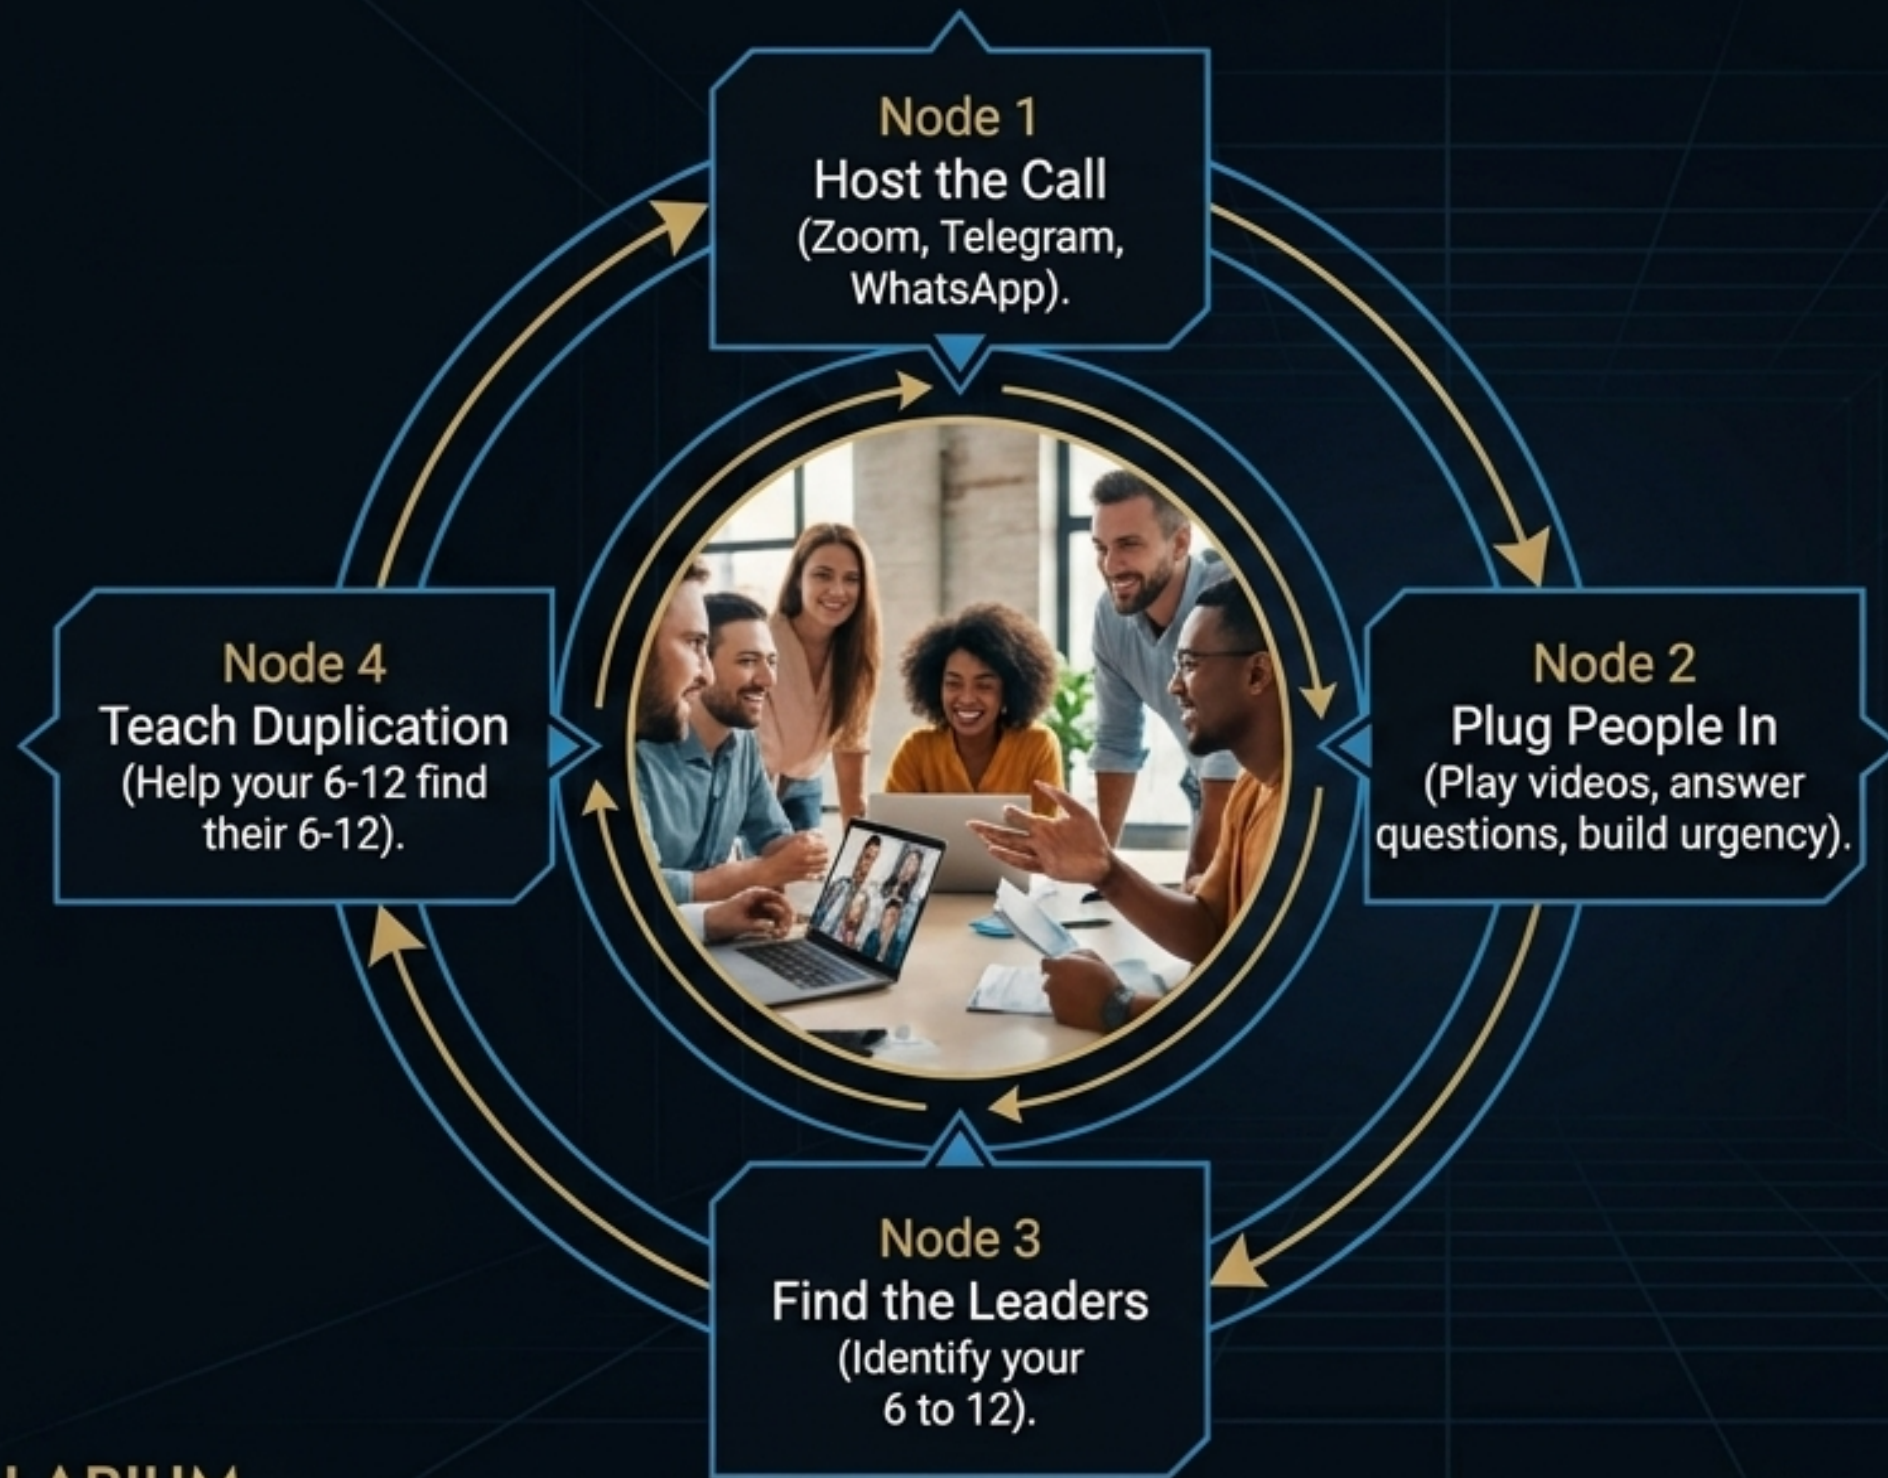 Node 1
Host the Call
(Zoom, Telegram,
WhatsApp).
Node 2
Plug People In
(Play videos, answer
questions, build urgency).
Node 3
Find the Leaders
(Identify your
6 to 12).
Node 4
Teach Duplication
(Help your 6-12 find
their 6-12).